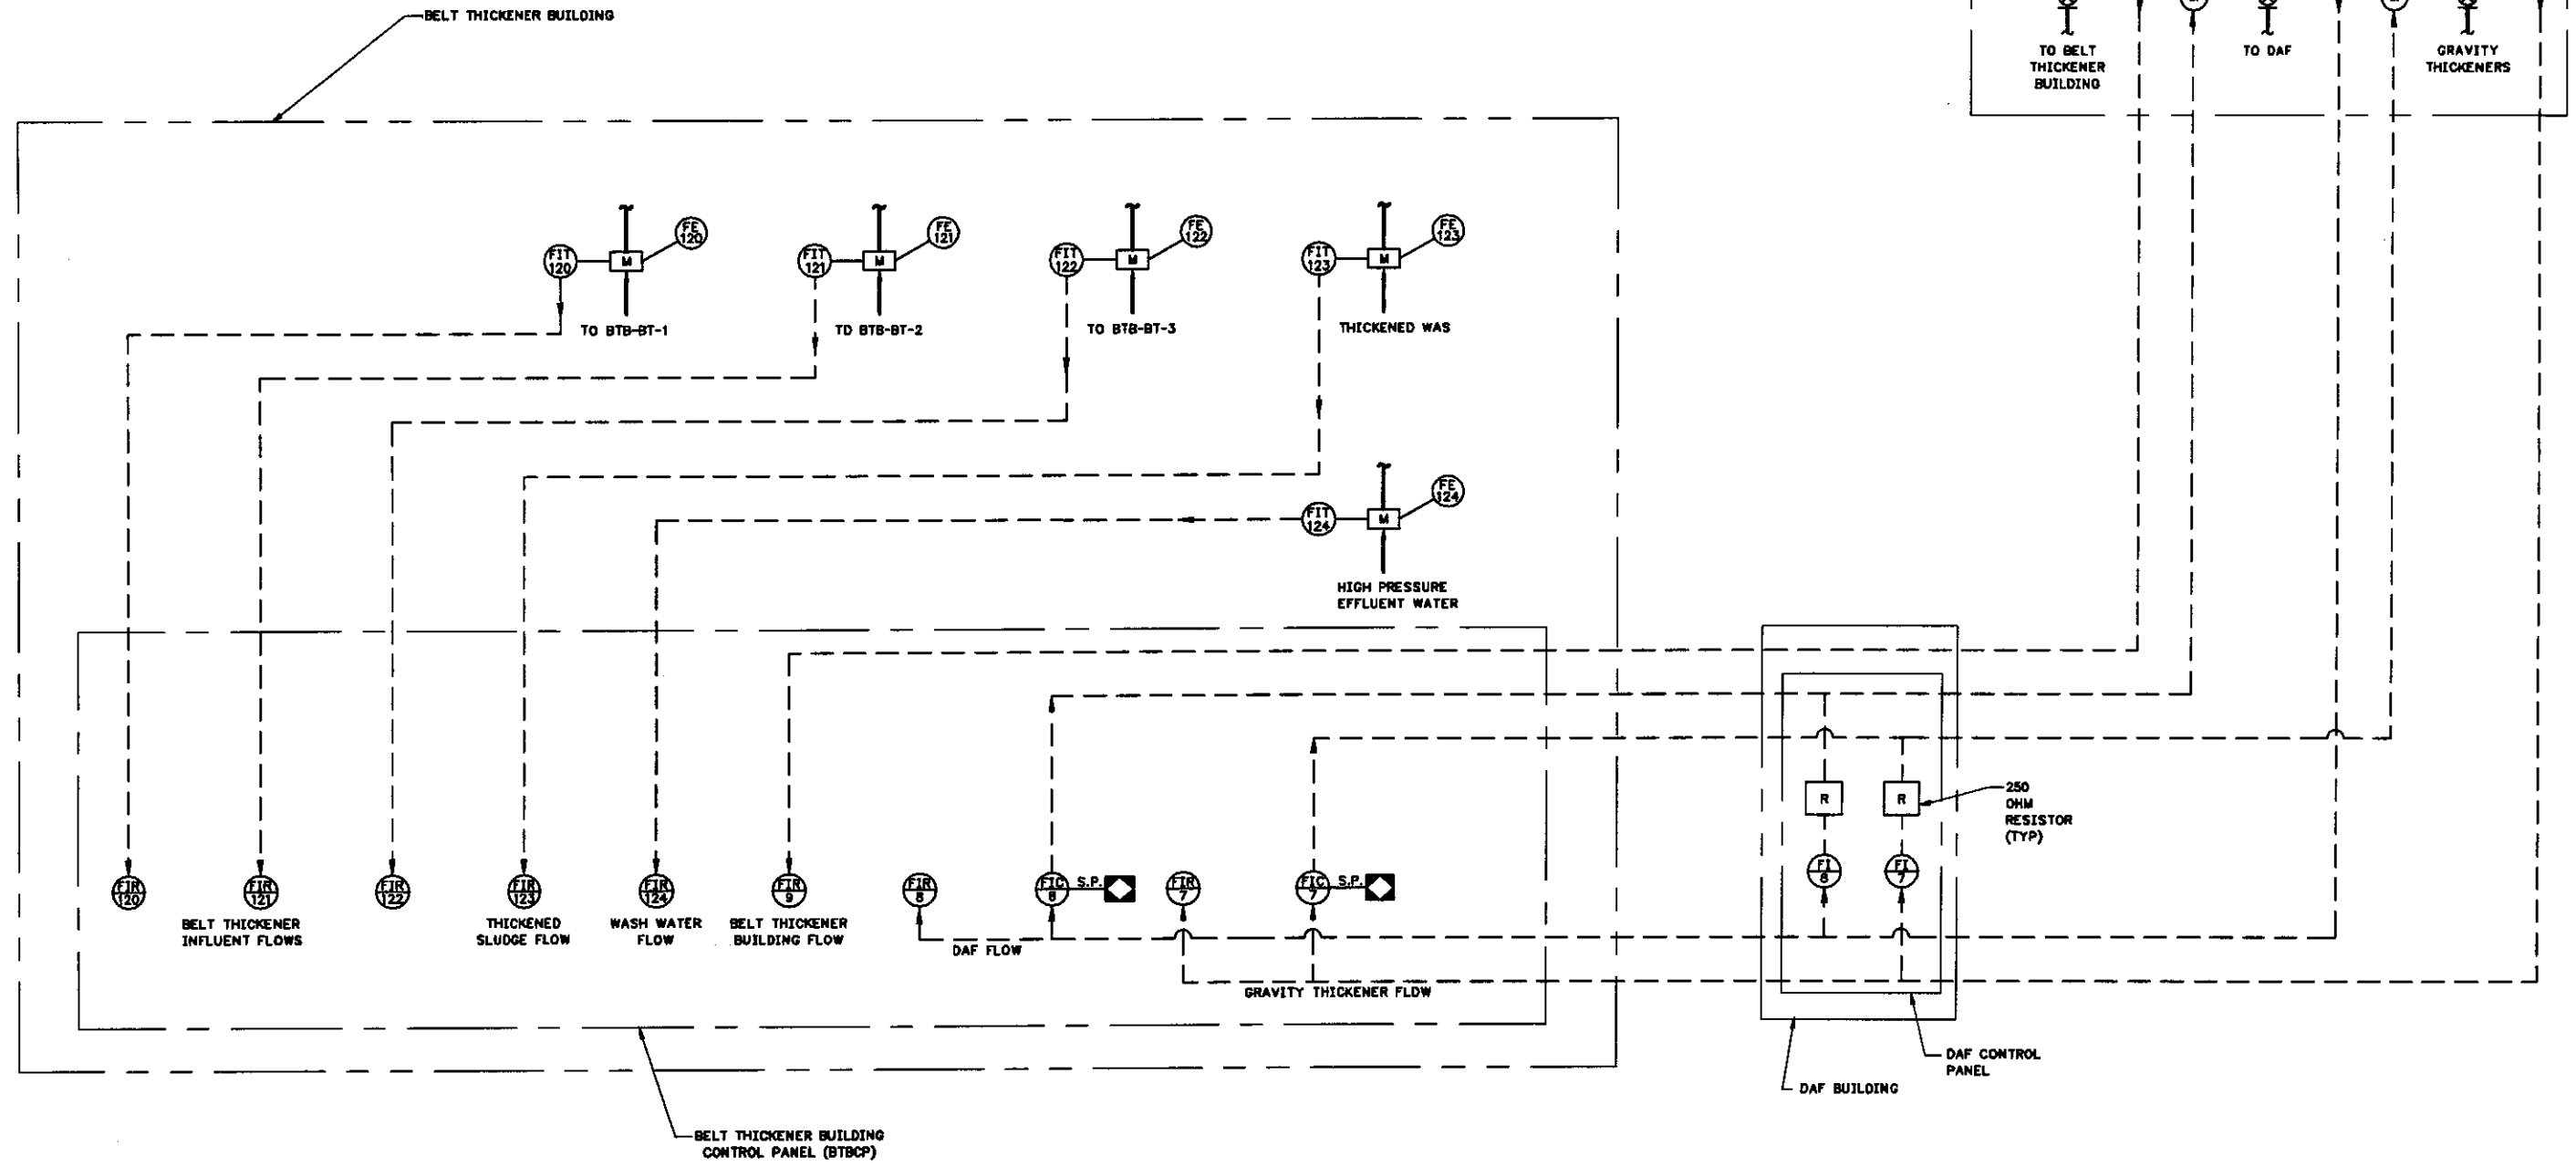 BELT THICKENER BUILDING
TO BELT
THICKENER
BUILDING
TO DAF
GRAVITY
THICKENERS
FIT
120
M
FE
120
TO BTB-BT-1
FIT
121
M
FE
121
TO BTB-BT-2
FIT
122
M
FE
122
TO BTB-BT-3
FIT
123
M
FE
123
THICKENED WAS
FIT
124
M
FE
124
HIGH PRESSURE
EFFLUENT WATER
R
R
250
OHM
RESISTOR
(TYP)
FI
8
FI
7
FIR
120
FIR
121
FIR
122
FIR
123
FIR
124
FIR
9
FIR
8
FIC
8
S.P.
FIR
7
FIC
7
S.P.
BELT THICKENER
INFLUENT FLOWS
THICKENED
SLUDGE FLOW
WASH WATER
FLOW
BELT THICKENER
BUILDING FLOW
DAF FLOW
GRAVITY THICKENER FLOW
DAF CONTROL
PANEL
DAF BUILDING
BELT THICKENER BUILDING
CONTROL PANEL (BTBCP)